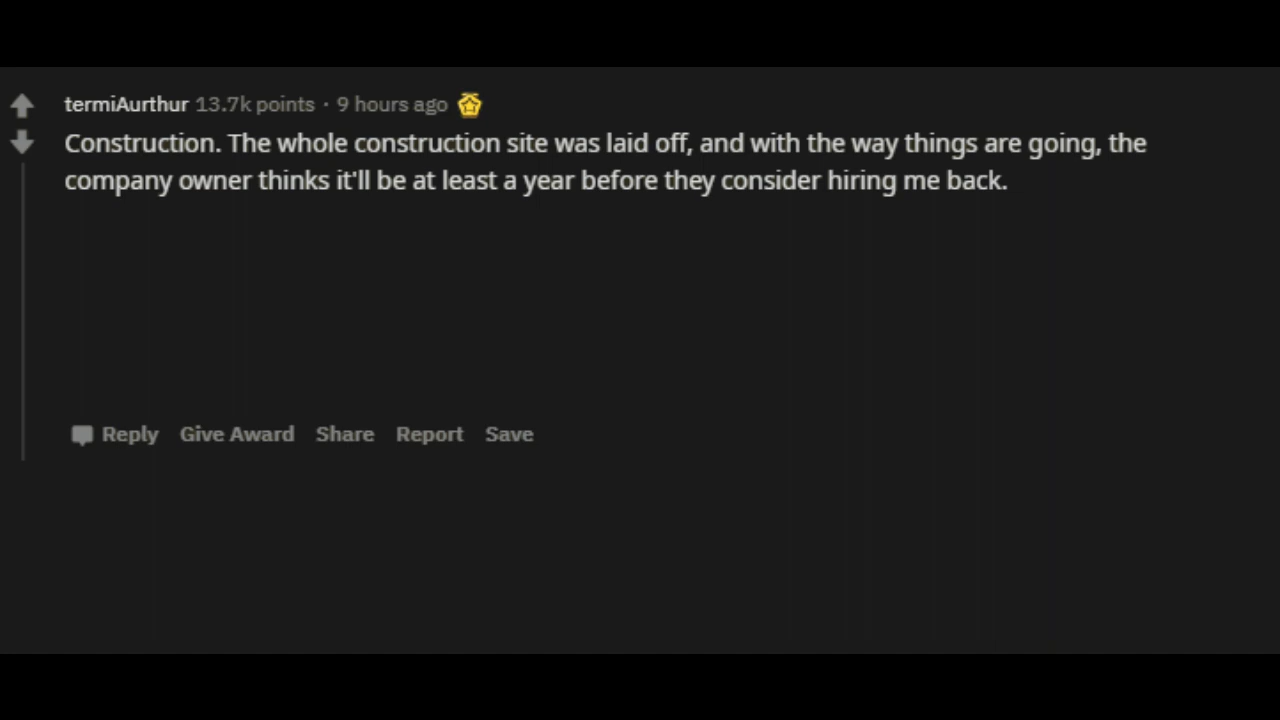 termiAurthur 13.7k points · 9 hours ago
Construction. The whole construction site was laid off, and with the way things are going, the
company owner thinks it'll be at least a year before they consider hiring me back.
Reply Give Award Share Report Save